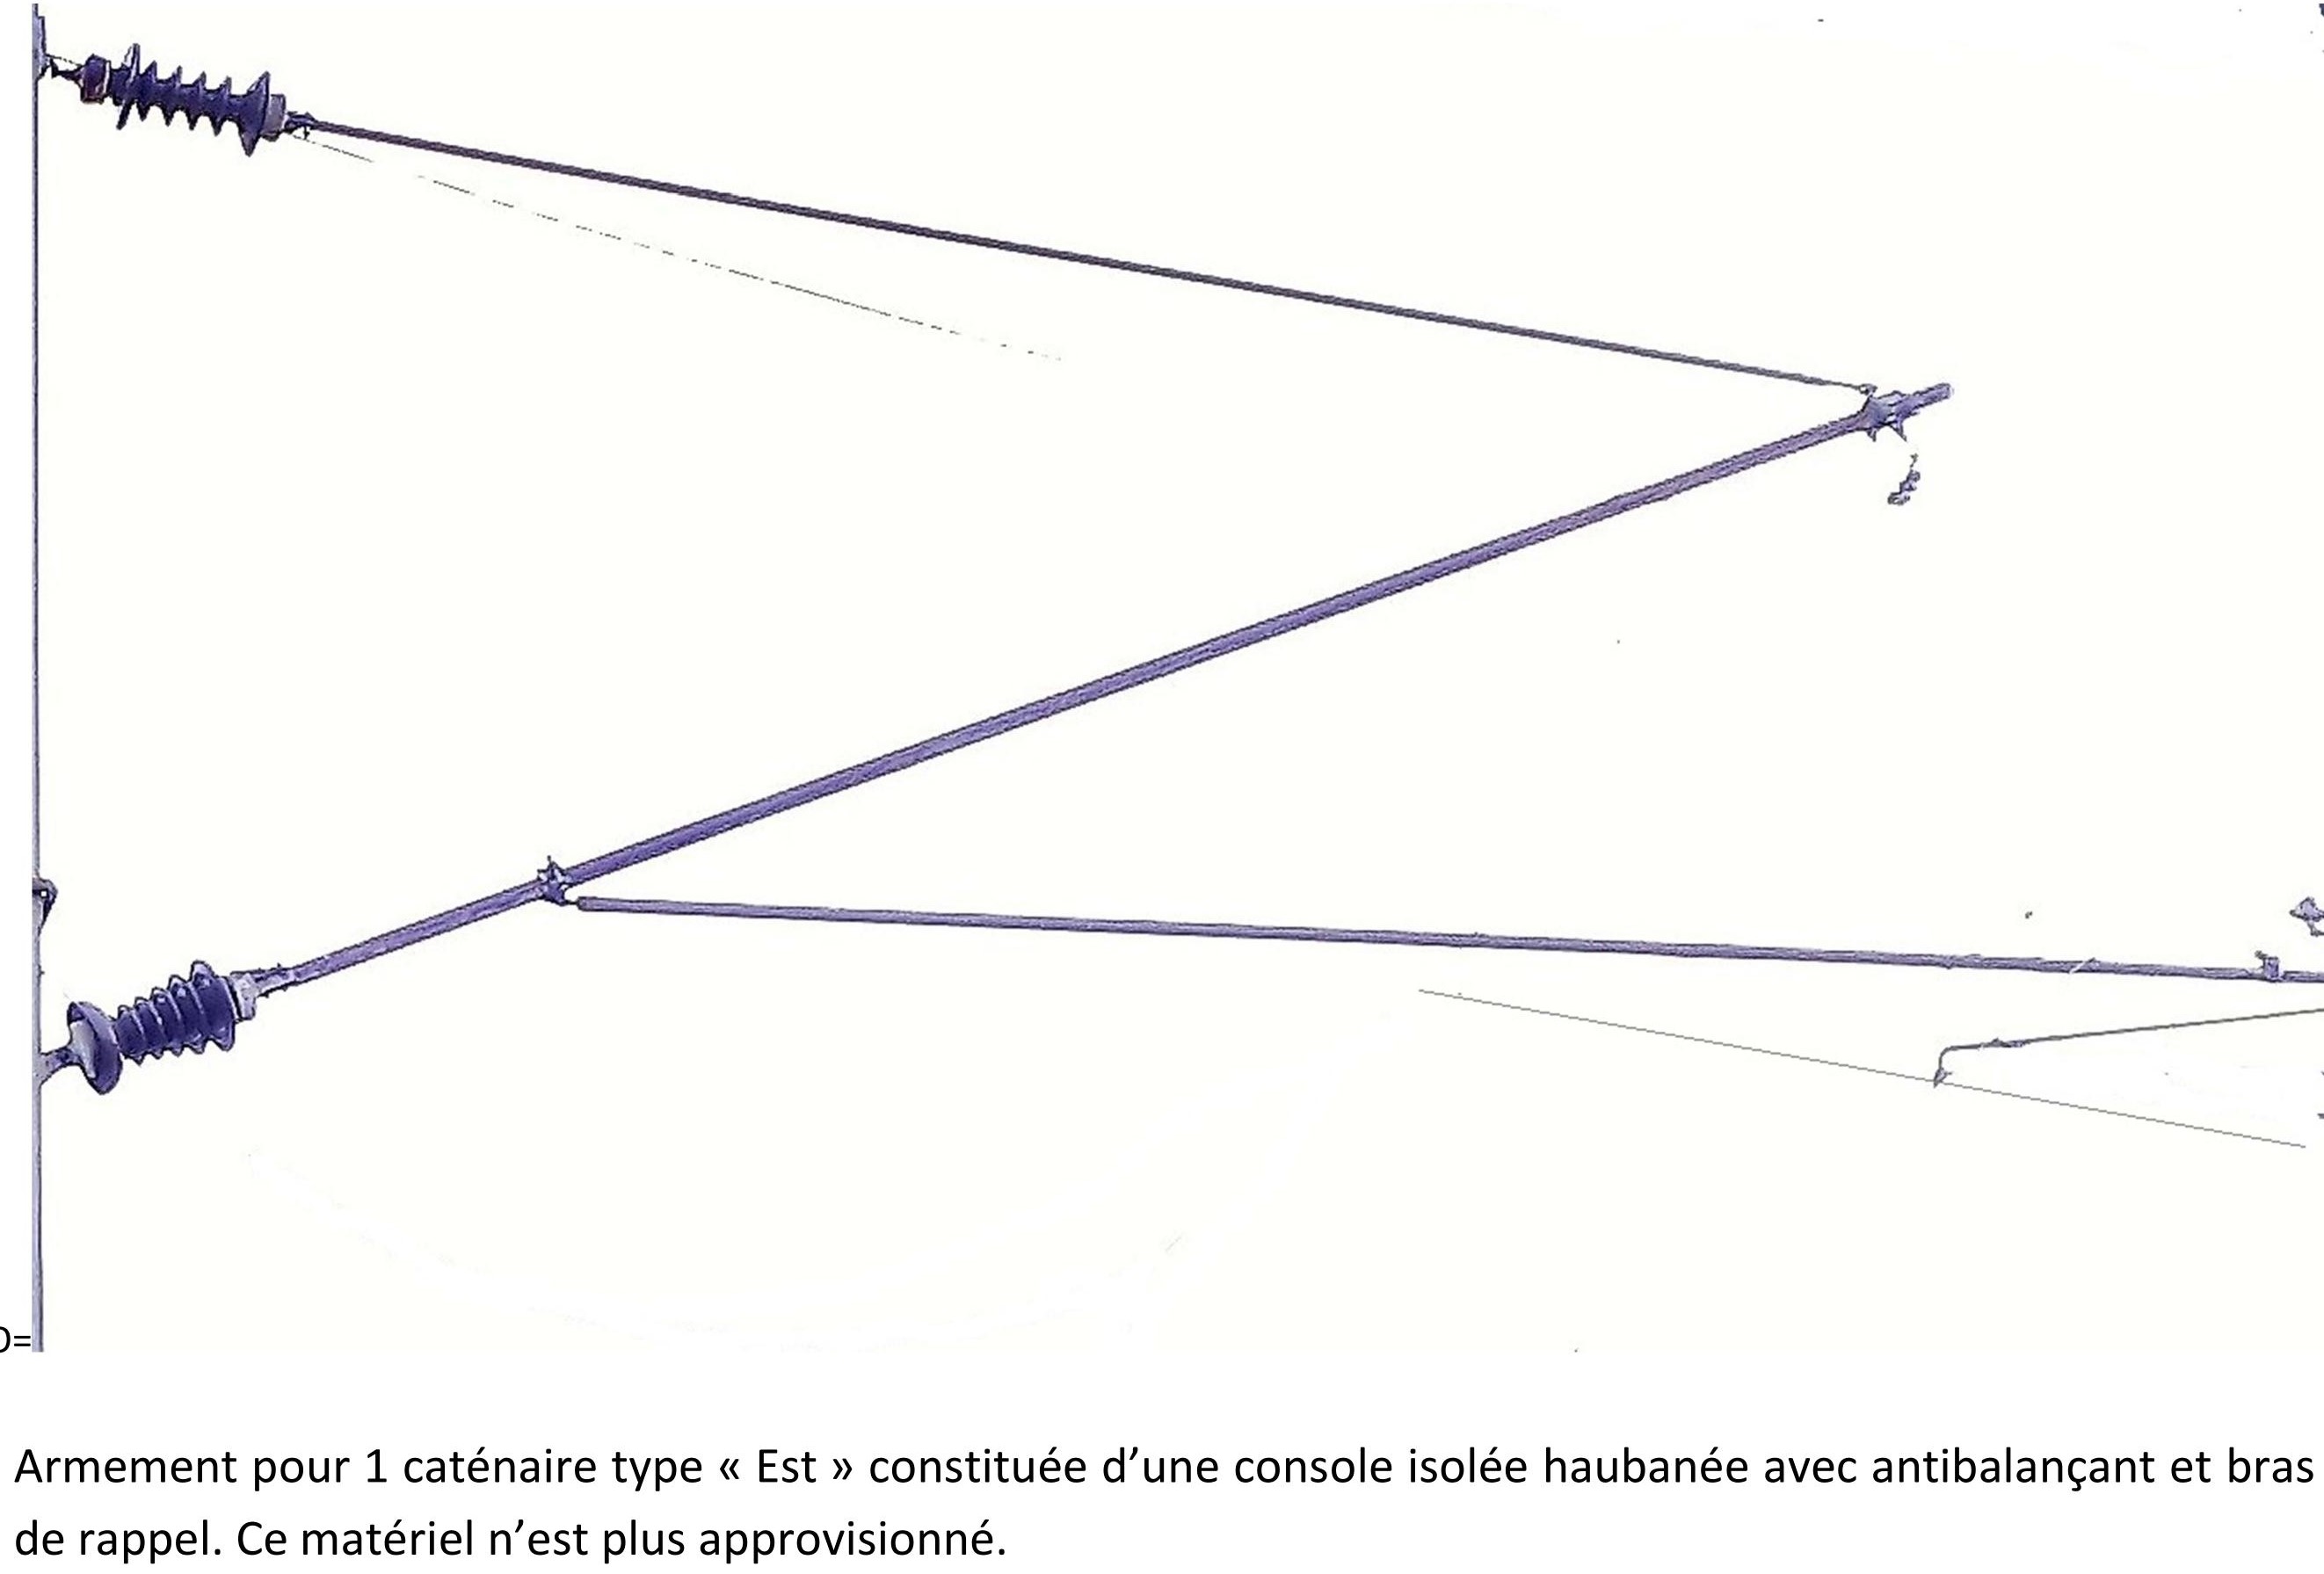 D=
Armement pour 1 caténaire type « Est » constituée d’une console isolée haubanée avec antibalançant et bras
de rappel. Ce matériel n’est plus approvisionné.